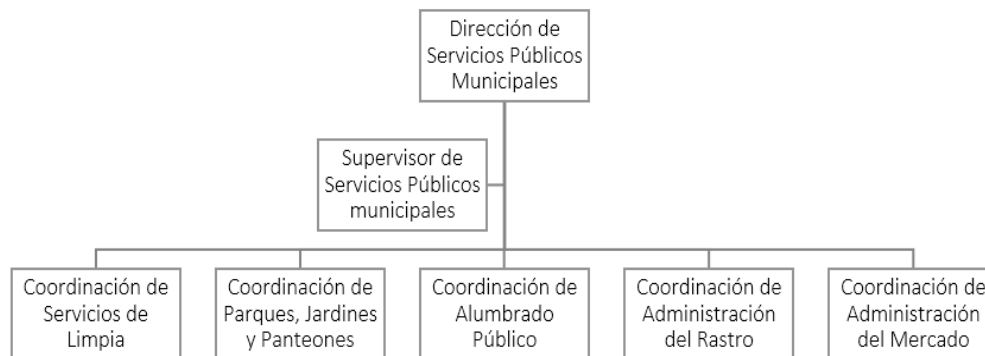 Dirección de
Servicios Públicos
Municipales
Supervisor de
Servicios Públicos
municipales
Coordinación de
Servicios de
Limpia
Coordinación de
Parques, Jardines
y Panteones
Coordinación de
Alumbrado
Público
Coordinación de
Administración
del Rastro
Coordinación de
Administración
del Mercado